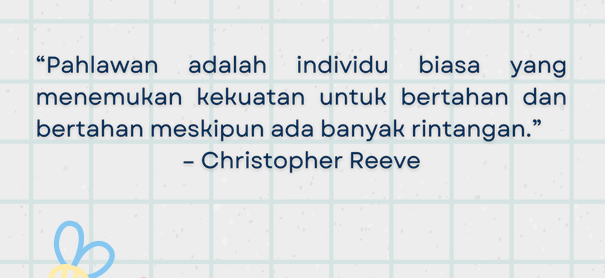 “Pahlawan adalah individu biasa yang
menemukan kekuatan untuk bertahan dan
bertahan meskipun ada banyak rintangan.”
– Christopher Reeve